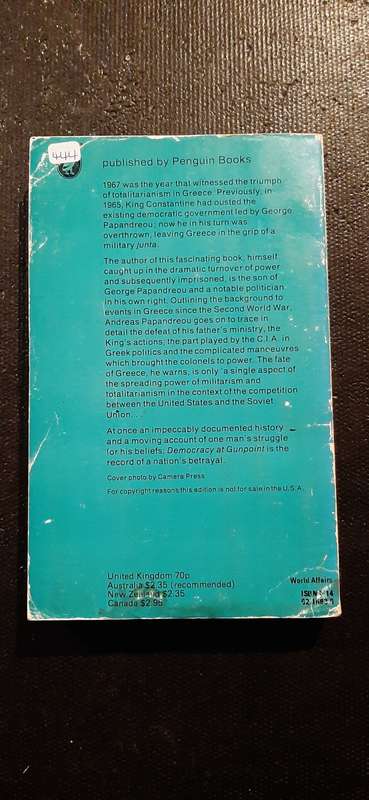 444
published by Penguin Books
1967 was the year that witnessed the triumph
of totalitarianism in Greece. Previously, in
1965, King Constantine had ousted the
existing democratic government led by George
Papandreou; now he in his turn was
overthrown, leaving Greece in the grip of a
military junta.
The author of this fascinating book, himself
caught up in the dramatic turnover of power
and subsequently imprisoned, is the son of
George Papandreou and a notable politician
in his own right. Outlining the background to
events in Greece since the Second World War,
Andreas Papandreou goes on to trace in
detail the defeat of his father's ministry, the
King's actions, the part played by the C.I.A. in
Greek politics and the complicated manoeuvres
which brought the colonels to power. The fate
of Greece, he warns, is only 'a single aspect of
the spreading power of militarism and
totalitarianism in the context of the competition
between the United States and the Soviet
Union...'
At once an impeccably documented history
and a moving account of one man's struggle
for his beliefs, Democracy at Gunpoint is the
record of a nation's betrayal.
Cover photo by Camera Press
For copyright reasons this edition is not for sale in the U.S.A.
United Kingdom 70p
Australia $2.35 (recommended)
New Zealand $2.35
Canada $2.95
World Affairs
ISBN 14